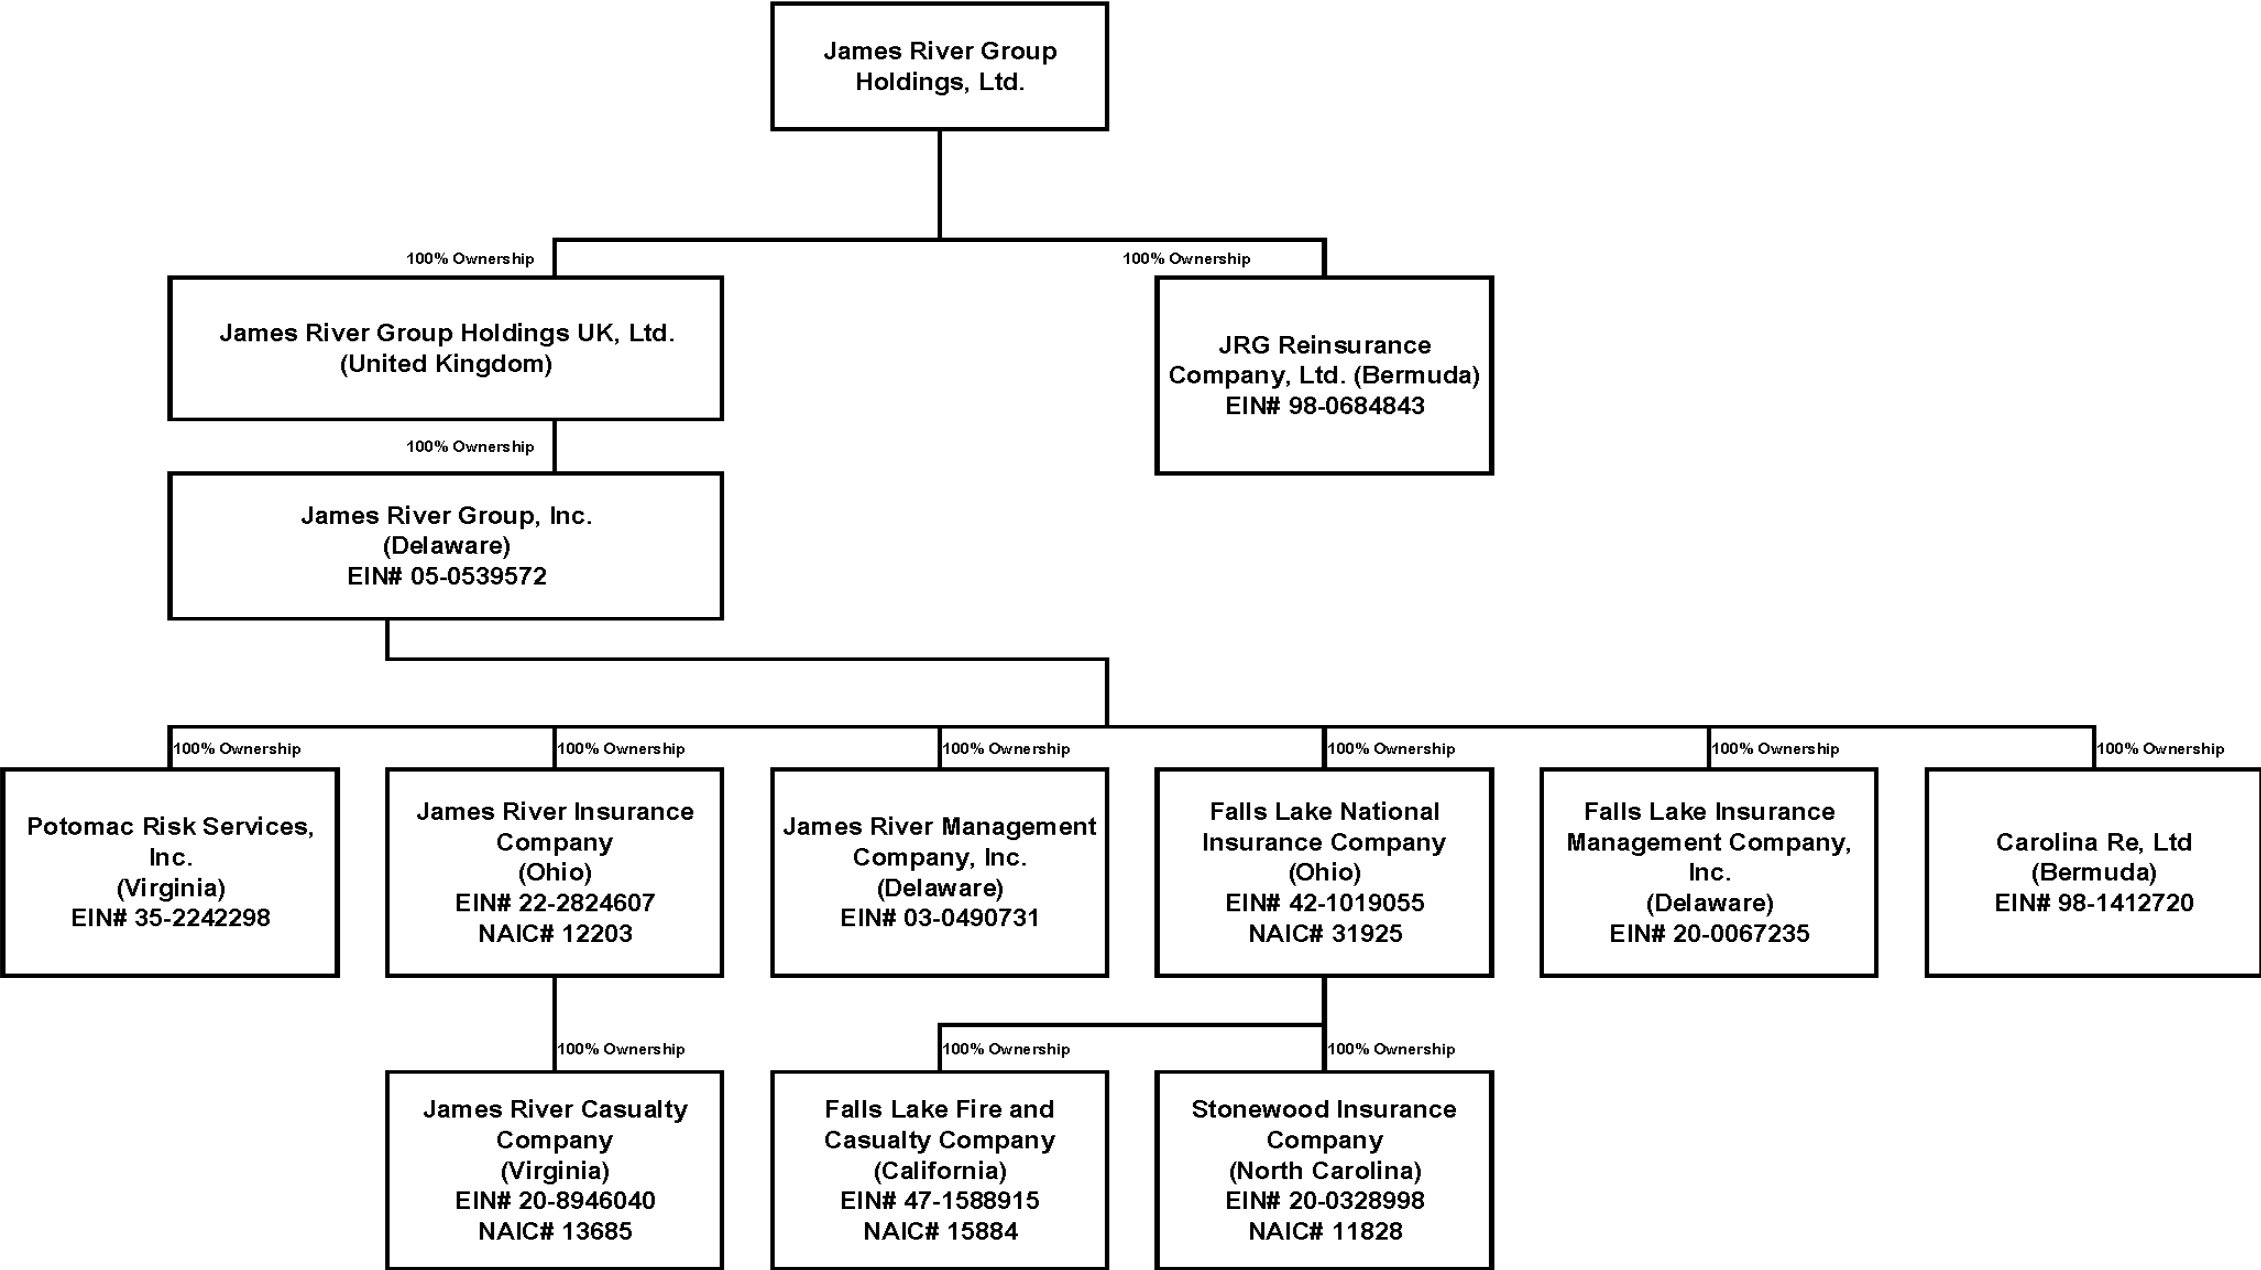 James River Group
Holdings, Ltd.
100% Ownership
100% Ownership
James River Group Holdings UK, Ltd.
(United Kingdom)
JRG Reinsurance
Company, Ltd. (Bermuda)
EIN# 98-0684843
100% Ownership
James River Group, Inc.
(Delaware)
EIN# 05-0539572
100% Ownership
100% Ownership
100% Ownership
100% Ownership
100% Ownership
100% Ownership
Potomac Risk Services,
Inc.
(Virginia)
EIN# 35-2242298
James River Insurance
Company
(Ohio)
EIN# 22-2824607
NAIC# 12203
James River Management
Company, Inc.
(Delaware)
EIN# 03-0490731
Falls Lake National
Insurance Company
(Ohio)
EIN# 42-1019055
NAIC# 31925
Falls Lake Insurance
Management Company,
Inc.
(Delaware)
EIN# 20-0067235
Carolina Re, Ltd
(Bermuda)
EIN# 98-1412720
100% Ownership
100% Ownership
100% Ownership
James River Casualty
Company
(Virginia)
EIN# 20-8946040
NAIC# 13685
Falls Lake Fire and
Casualty Company
(California)
EIN# 47-1588915
NAIC# 15884
Stonewood Insurance
Company
(North Carolina)
EIN# 20-0328998
NAIC# 11828